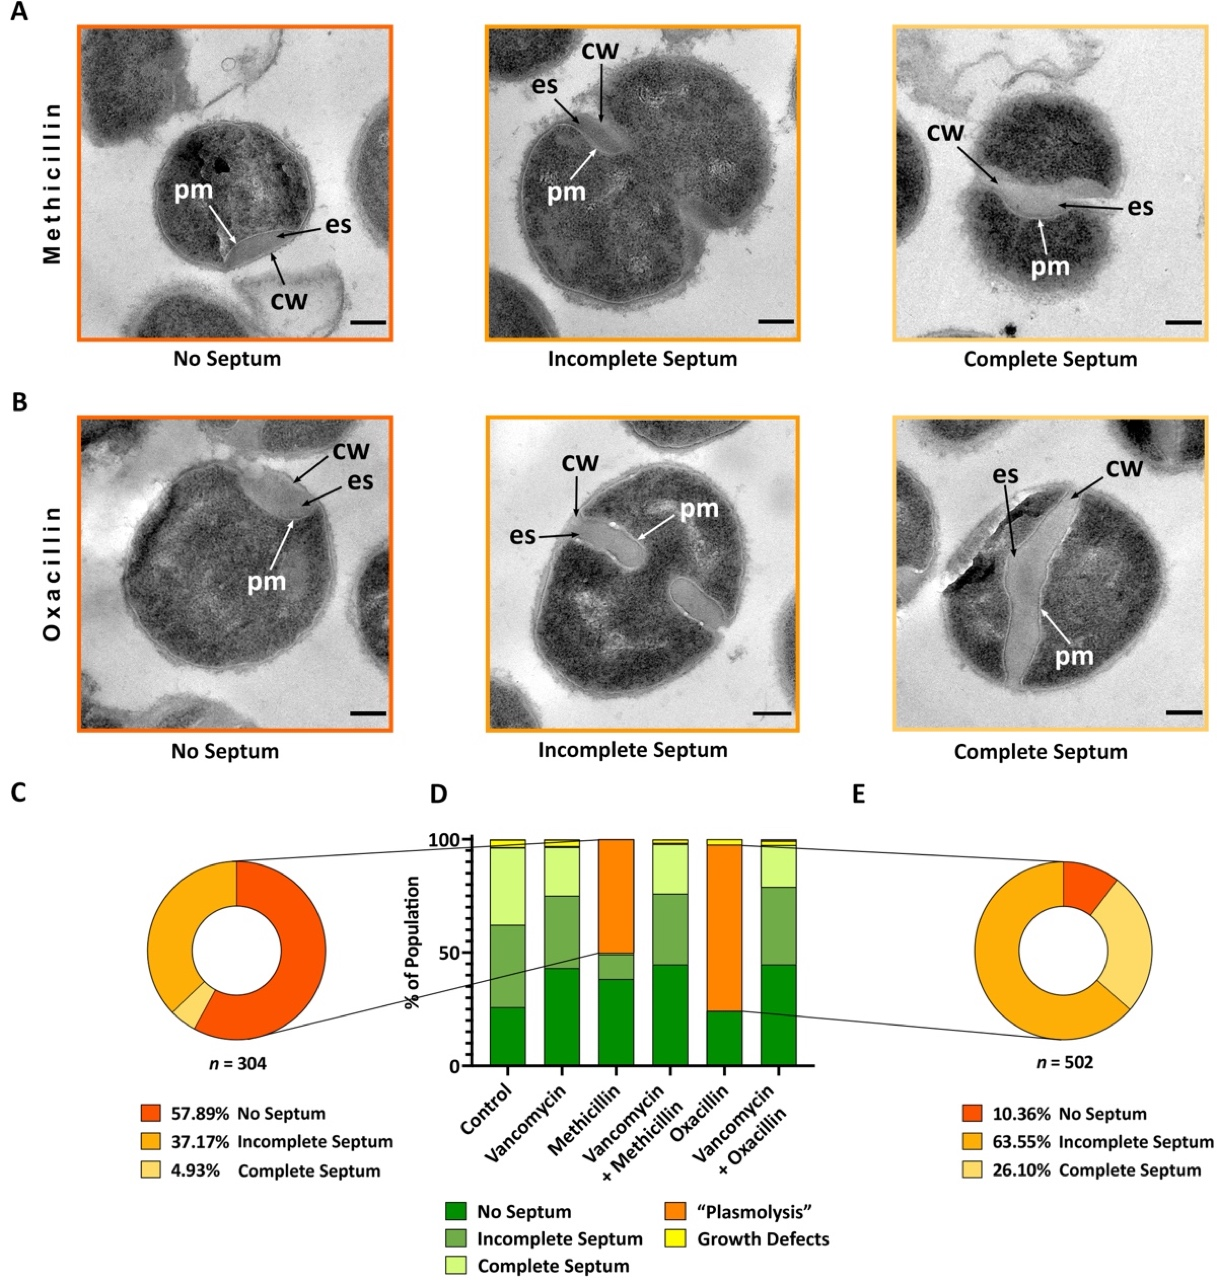 A
Methicillin
pm
es
cw
No Septum
cw
es
pm
Incomplete Septum
cw
es
pm
Complete Septum
B
Oxacillin
cw
es
pm
No Septum
cw
es
pm
Incomplete Septum
es
cw
pm
Complete Septum
C
n = 304
57.89% No Septum
37.17% Incomplete Septum
4.93% Complete Septum
D
% of Population
100
50
0
Control
Vancomycin
Methicillin
Vancomycin
+ Methicillin
Oxacillin
Vancomycin
+ Oxacillin
No Septum
Incomplete Septum
Complete Septum
"Plasmolysis"
Growth Defects
E
n = 502
10.36% No Septum
63.55% Incomplete Septum
26.10% Complete Septum